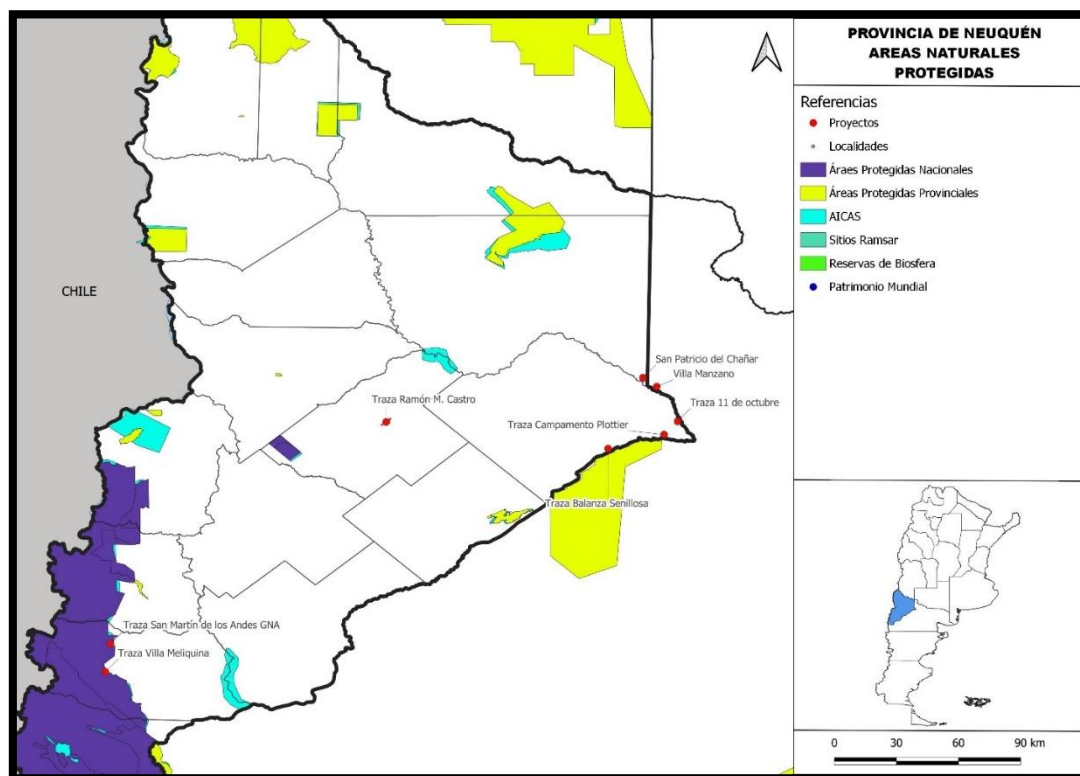 PROVINCIA DE NEUQUÉN
AREAS NATURALES
PROTEGIDAS
Referencias
Proyectos
Localidades
Áraes Protegidas Nacionales
Áreas Protegidas Provinciales
AICAS
Sitios Ramsar
Reservas de Biosfera
Patrimonio Mundial
CHILE
San Patricio del Chañar
Villa Manzano
Traza Ramón M. Castro
Traza 11 de octubre
Traza Campamento Plottier
Traza Balanza Senillosa
Traza San Martín de los Andes GNA
Traza Villa Meliquina
0 30 60 90 km